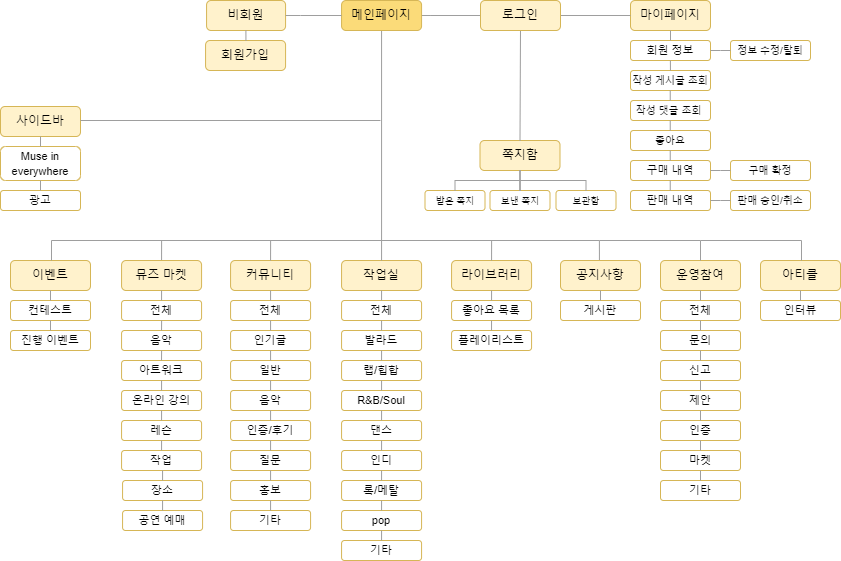 비회원
메인페이지
로그인
마이페이지
회원가입
회원 정보
정보 수정/탈퇴
작성 게시글 조회
작성 댓글 조회
좋아요
구매 내역
구매 확정
판매 내역
판매 승인/취소
사이드바
Muse in
everywhere
광고
쪽지함
받은 쪽지
보낸 쪽지
보관함
이벤트
컨테스트
진행 이벤트
뮤즈 마켓
전체
음악
아트워크
온라인 강의
레슨
작업
장소
공연 예매
커뮤니티
전체
인기글
일반
음악
인증/후기
질문
홍보
기타
작업실
전체
발라드
랩/힙합
R&B/Soul
댄스
인디
록/메탈
pop
기타
라이브러리
좋아요 목록
플레이리스트
공지사항
게시판
운영참여
전체
문의
신고
제안
인증
마켓
기타
아티클
인터뷰